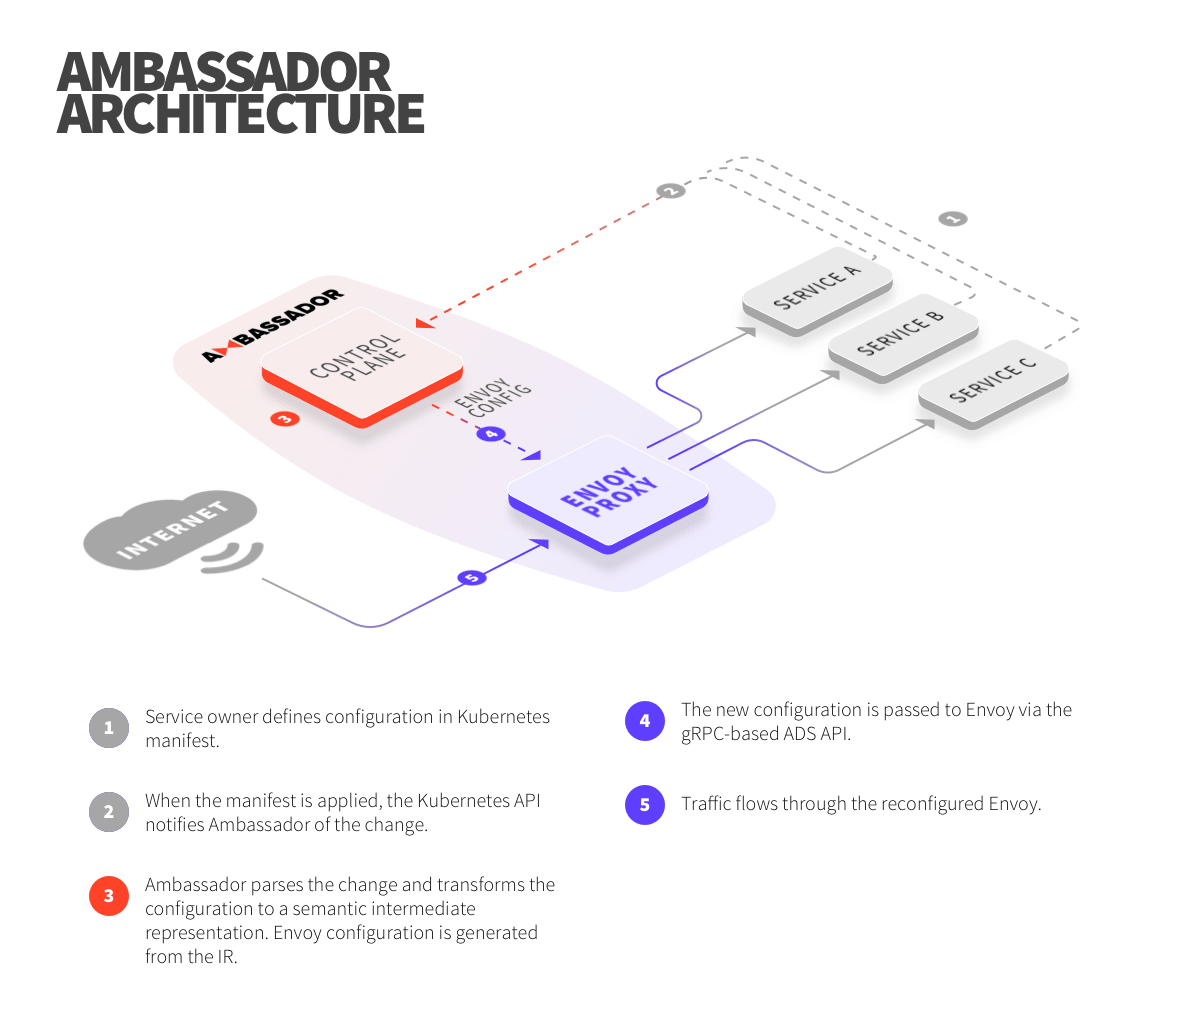 AMBASSADOR
ARCHITECTURE
2
1
SERVICE A
AMBASSADOR
SERVICE B
CONTROL
PLANE
SERVICE C
ENVOY
CONFIG
3
4
ENVOY
PROXY
INTERNET
5
1
Service owner defines configuration in Kubernetes
manifest.
2
When the manifest is applied, the Kubernetes API
notifies Ambassador of the change.
3
Ambassador parses the change and transforms the
configuration to a semantic intermediate
representation. Envoy configuration is generated
from the IR.
4
The new configuration is passed to Envoy via the
gRPC-based ADS API.
5
Traffic flows through the reconfigured Envoy.